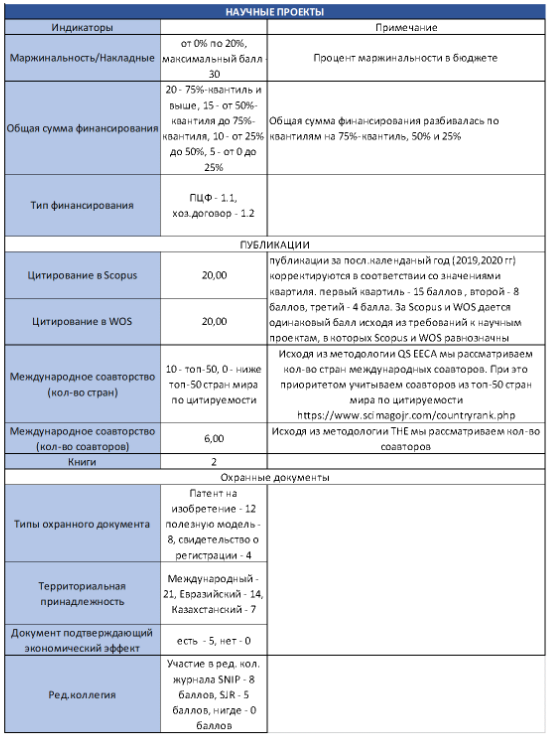 НАУЧНЫЕ ПРОЕКТЫ
Индикаторы
Примечание
Маржинальность/Накладные
от 0% по 20%,
максимальный балл -
30
Процент маржинальности в бюджете
Общая сумма финансирования
20 - 75%-квантиль и
выше, 15 - от 50%-
квантиля до 75%-
квантиля, 10 - от 25%
до 50%, 5 - от 0 до
25%
Общая сумма финансирования разбивалась по
квантилям на 75%-квантиль, 50% и 25%
Тип финансирования
ПЦФ - 1.1,
хоз.договор - 1.2
ПУБЛИКАЦИИ
Цитирование в Scopus
20,00
Цитирование в WOS
20,00
публикации за посл.календаный год (2019,2020 гг)
корректируются в соответствии со значениями
квартиля. первый квартиль - 15 баллов , второй - 8
баллов, третий - 4 балла. За Scopus и WOS дается
одинаковый балл исходя из требований к научным
проектам, в которых Scopus и WOS равнозначны
Международное соавторство
(кол-во стран)
10 - топ-50, 0 - ниже
топ-50 стран мира
по цитируемости
Исходя из методологии QS EECA мы рассматриваем
кол-во стран международных соавторов. При это
приоритетом учитываем соавторов из топ-50 стран
мира по цитируемости
https://www.scimagojr.com/countryrank.php
Международное соавторство
(кол-во соавторов)
6,00
Исходя из методологии THE мы рассматриваем кол-во
соавторов
Книги
2
Охранные документы
Типы охранного документа
Патент на
изобретение - 12
полезную модель -
8, свидетельство о
регистрации - 4
Территориальная
принадлежность
Международный -
21, Евразийский - 14,
Казахстанский - 7
Документ подтверждающий
экономический эффект
есть - 5, нет - 0
Ред.коллегия
Участие в ред. кол.
журнала SNIP - 8
баллов, SJR - 5
баллов, нигде - 0
баллов